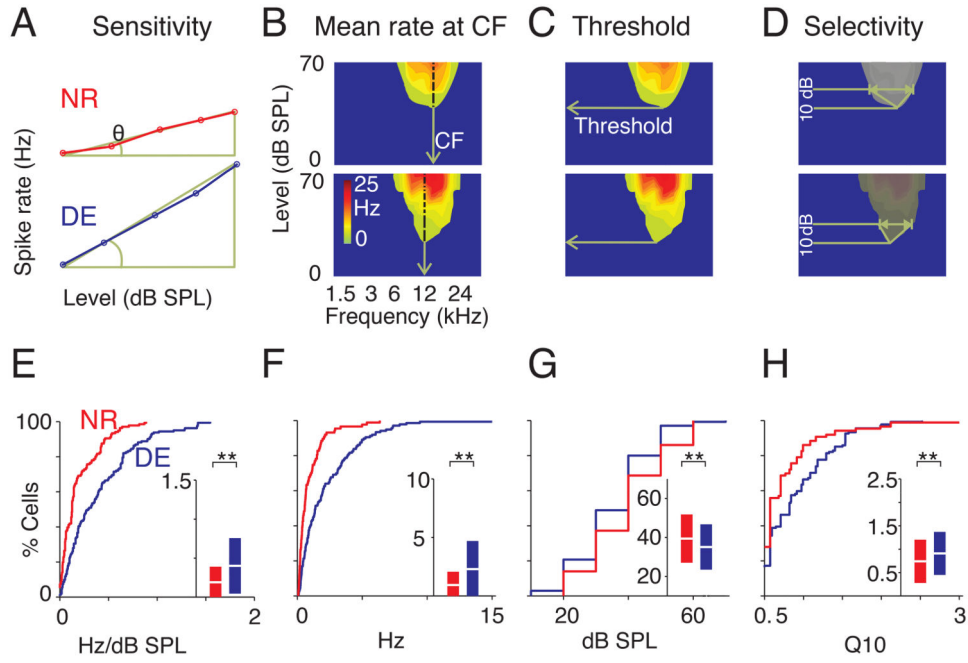 A Sensitivity
B Mean rate at CF
C Threshold
D Selectivity
NR
θ
DE
Spike rate (Hz)
Level (dB SPL)
70
0
CF
Level (dB SPL)
70
0
25
Hz
0
1.5 3 6 12 24
Frequency (kHz)
Threshold
10 dB
10dB
E
100
% Cells
0
NR
DE
**
1.5
0 2
Hz/dB SPL
F
**
10
5
0 15
Hz
G
**
60
40
20
20 60
dB SPL
H
**
2.5
1.5
0.5
0.5 3
Q10